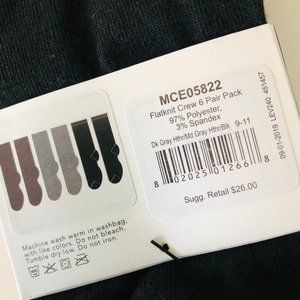 MCE05822
Flatknit Crew 6 Pair Pack
97% Polyester,
3% Spandex
Dk Gray Hthr/Md Gray Hthr/Blk 9-11
8 02025 01266 8
Sugg. Retail $26.00
09-01-2019 LEV240 451457
Machine wash warm in washbag,
with like colors. Do not bleach.
Tumble dry low. Do not iron.